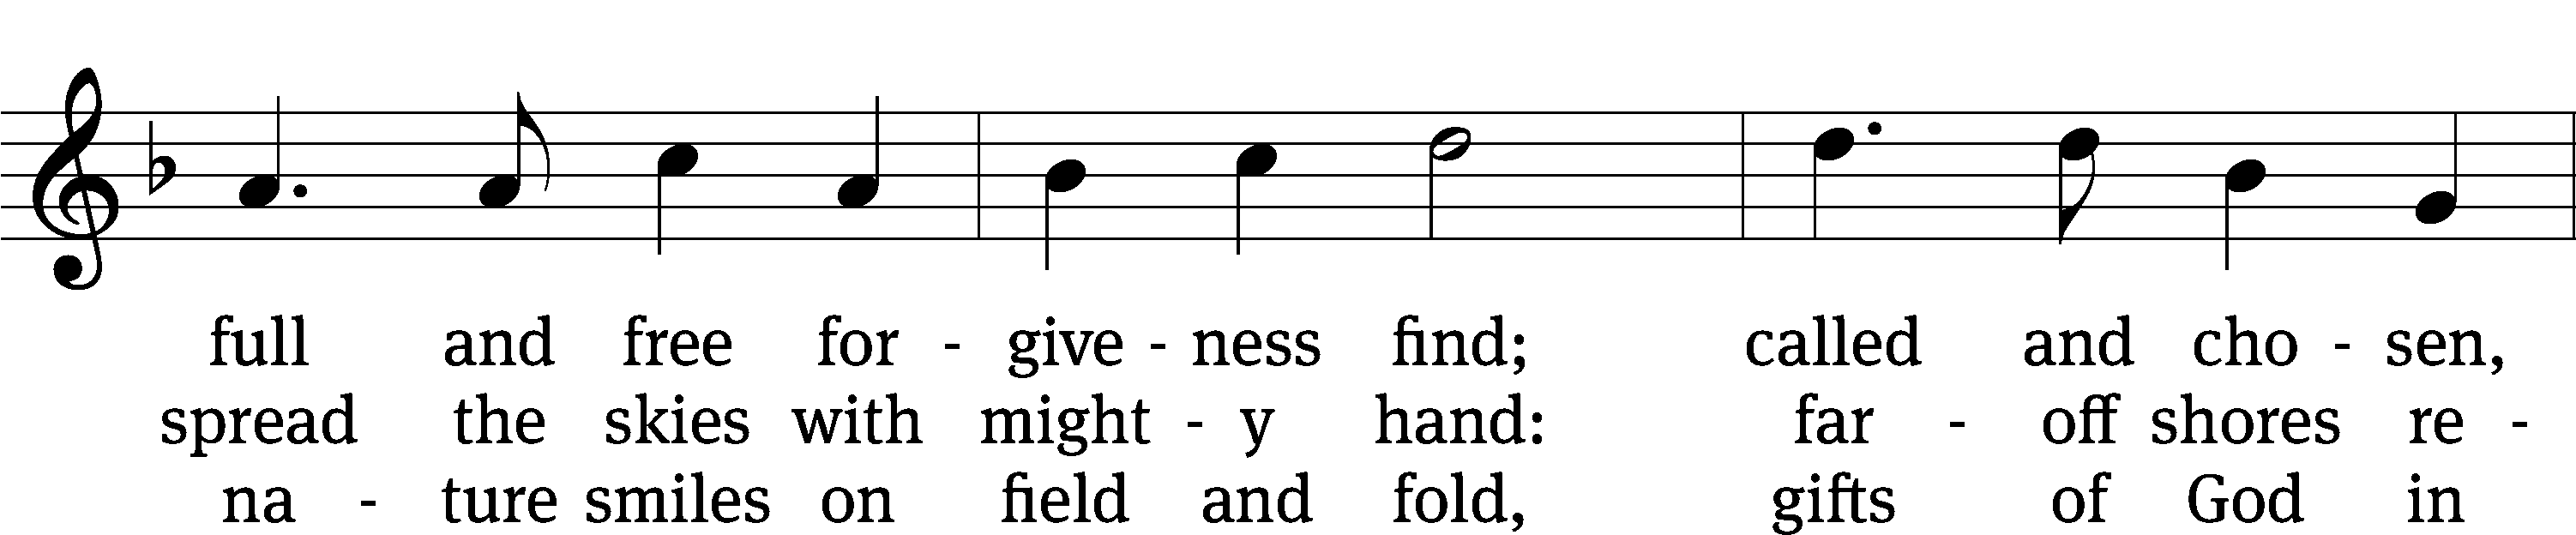 full and free for - give - ness find; called and cho - sen,
spread the skies with might - y hand: far - off shores re -
na - ture smiles on field and fold, gifts of God in